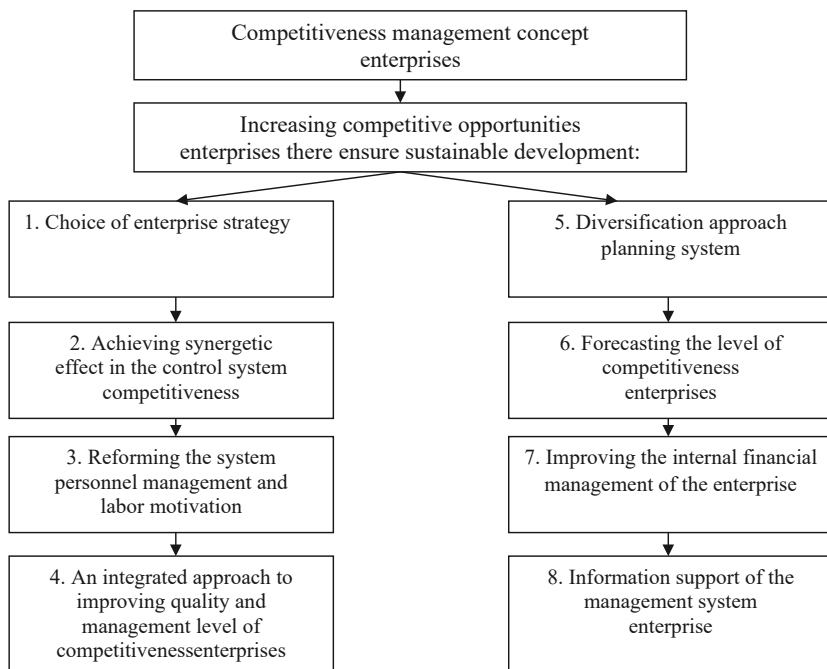 Competitiveness management concept
enterprises
Increasing competitive opportunities
enterprises there ensure sustainable development:
1. Choice of enterprise strategy
2. Achieving synergetic
effect in the control system
competitiveness
3. Reforming the system
personnel management and
labor motivation
4. An integrated approach to
improving quality and
management level of
competitivenessenterprises
5. Diversification approach
planning system
6. Forecasting the level of
competitiveness
enterprises
7. Improving the internal financial
management of the enterprise
8. Information support of the
management system
enterprise